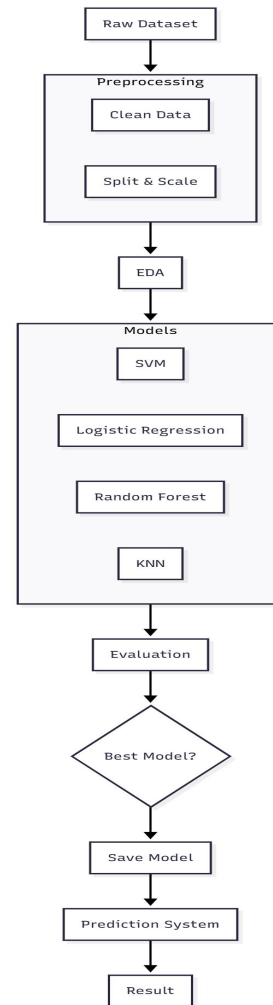 Raw Dataset
Preprocessing
Clean Data
Split & Scale
EDA
Models
SVM
Logistic Regression
Random Forest
KNN
Evaluation
Best Model?
Save Model
Prediction System
Result